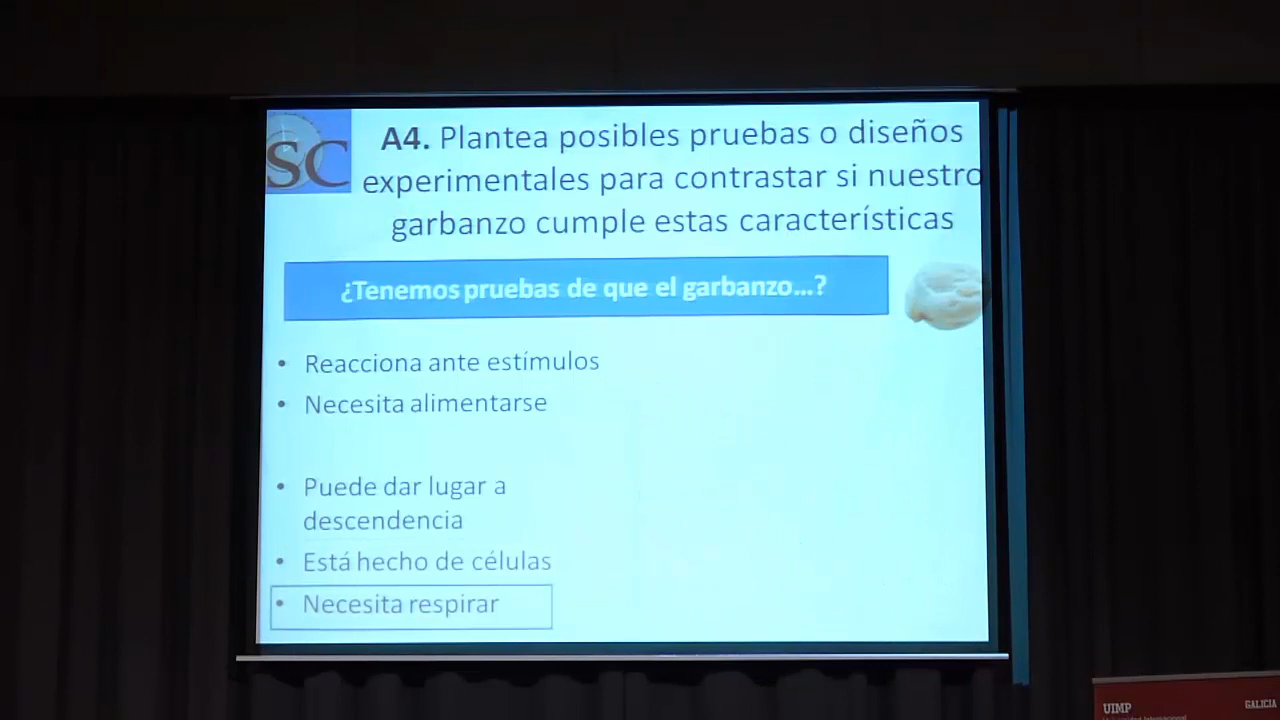 SC
A4. Plantea posibles pruebas o diseños
experimentales para contrastar si nuestro
garbanzo cumple estas características
¿Tenemos pruebas de que el garbanzo...?
• Reacciona ante estímulos
• Necesita alimentarse
• Puede dar lugar a
descendencia
• Está hecho de células
• Necesita respirar
UIMP
GALICIA